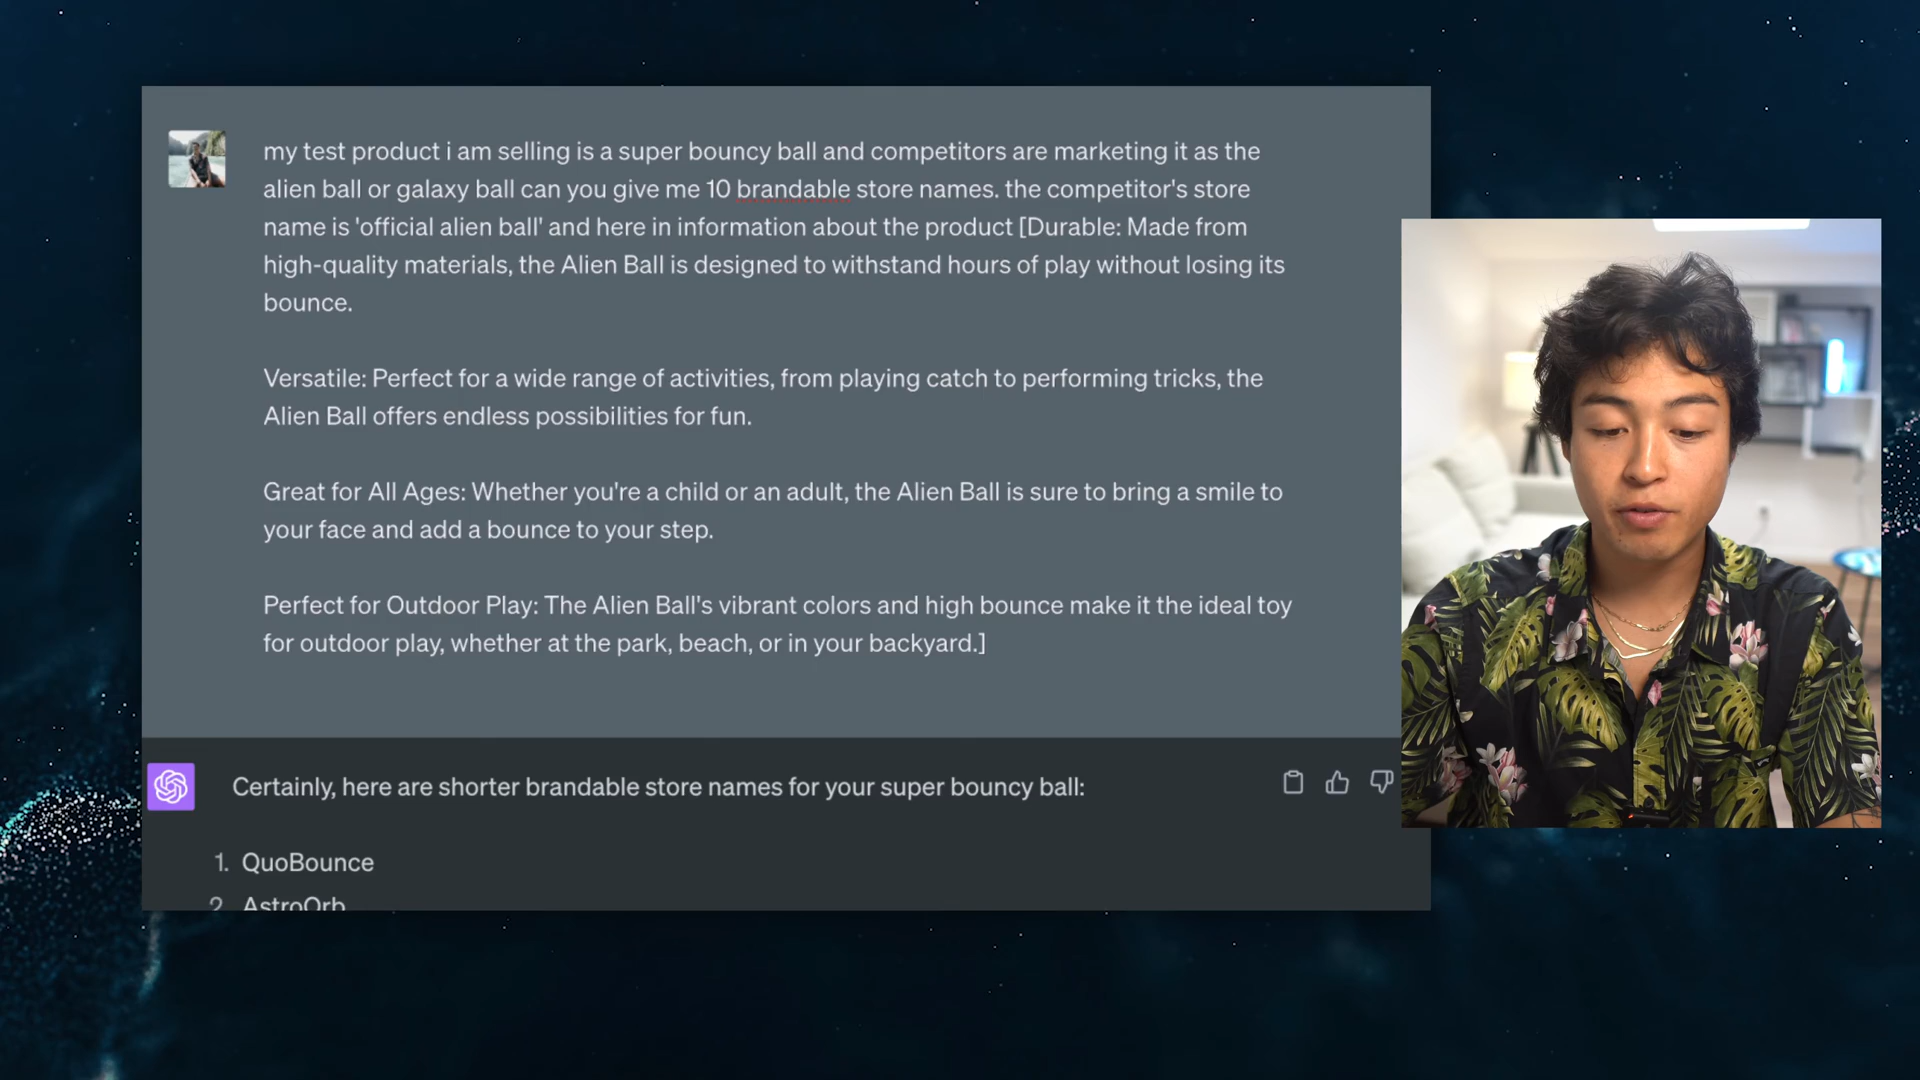 my test product i am selling is a super bouncy ball and competitors are marketing it as the
alien ball or galaxy ball can you give me 10 brandable store names. the competitor's store
name is 'official alien ball' and here in information about the product [Durable: Made from
high-quality materials, the Alien Ball is designed to withstand hours of play without losing its
bounce.
Versatile: Perfect for a wide range of activities, from playing catch to performing tricks, the
Alien Ball offers endless possibilities for fun.
Great for All Ages: Whether you're a child or an adult, the Alien Ball is sure to bring a smile to
your face and add a bounce to your step.
Perfect for Outdoor Play: The Alien Ball's vibrant colors and high bounce make it the ideal toy
for outdoor play, whether at the park, beach, or in your backyard.]
Certainly, here are shorter brandable store names for your super bouncy ball:
1. QuoBounce
2 AstroOrb